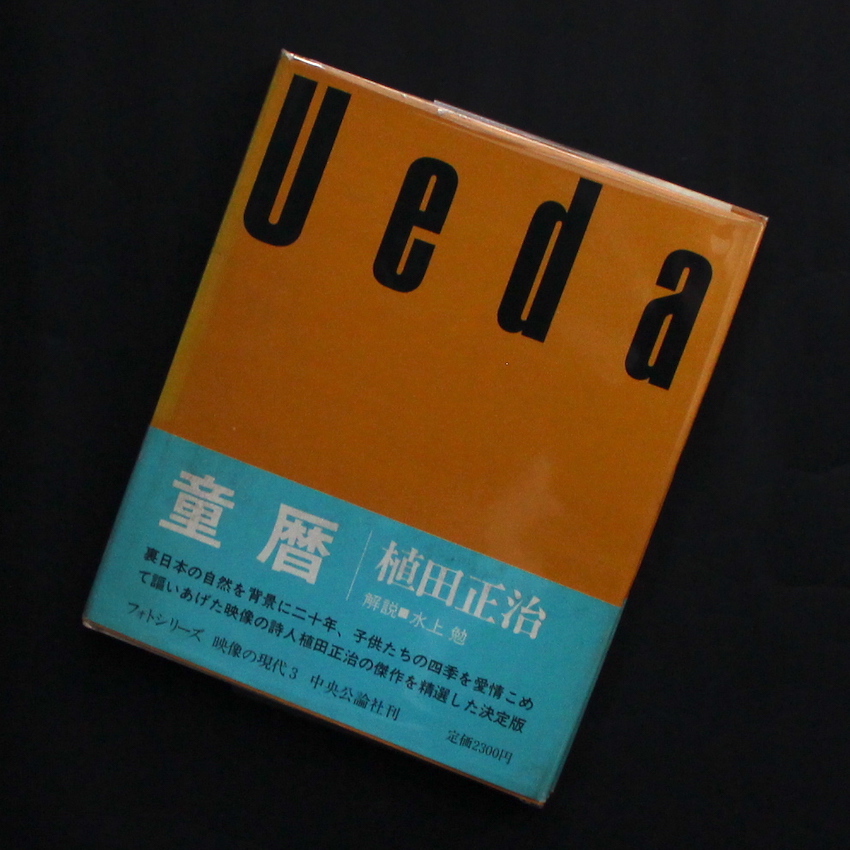 Ueda
童暦
植田正治
解説■水上勉
裏日本の自然を背景に二十年、子供たちの四季を愛情こめ
て謳いあげた映像の詩人植田正治の傑作を精選した決定版
フォトシリーズ 映像の現代3 中央公論社刊
定価2300円